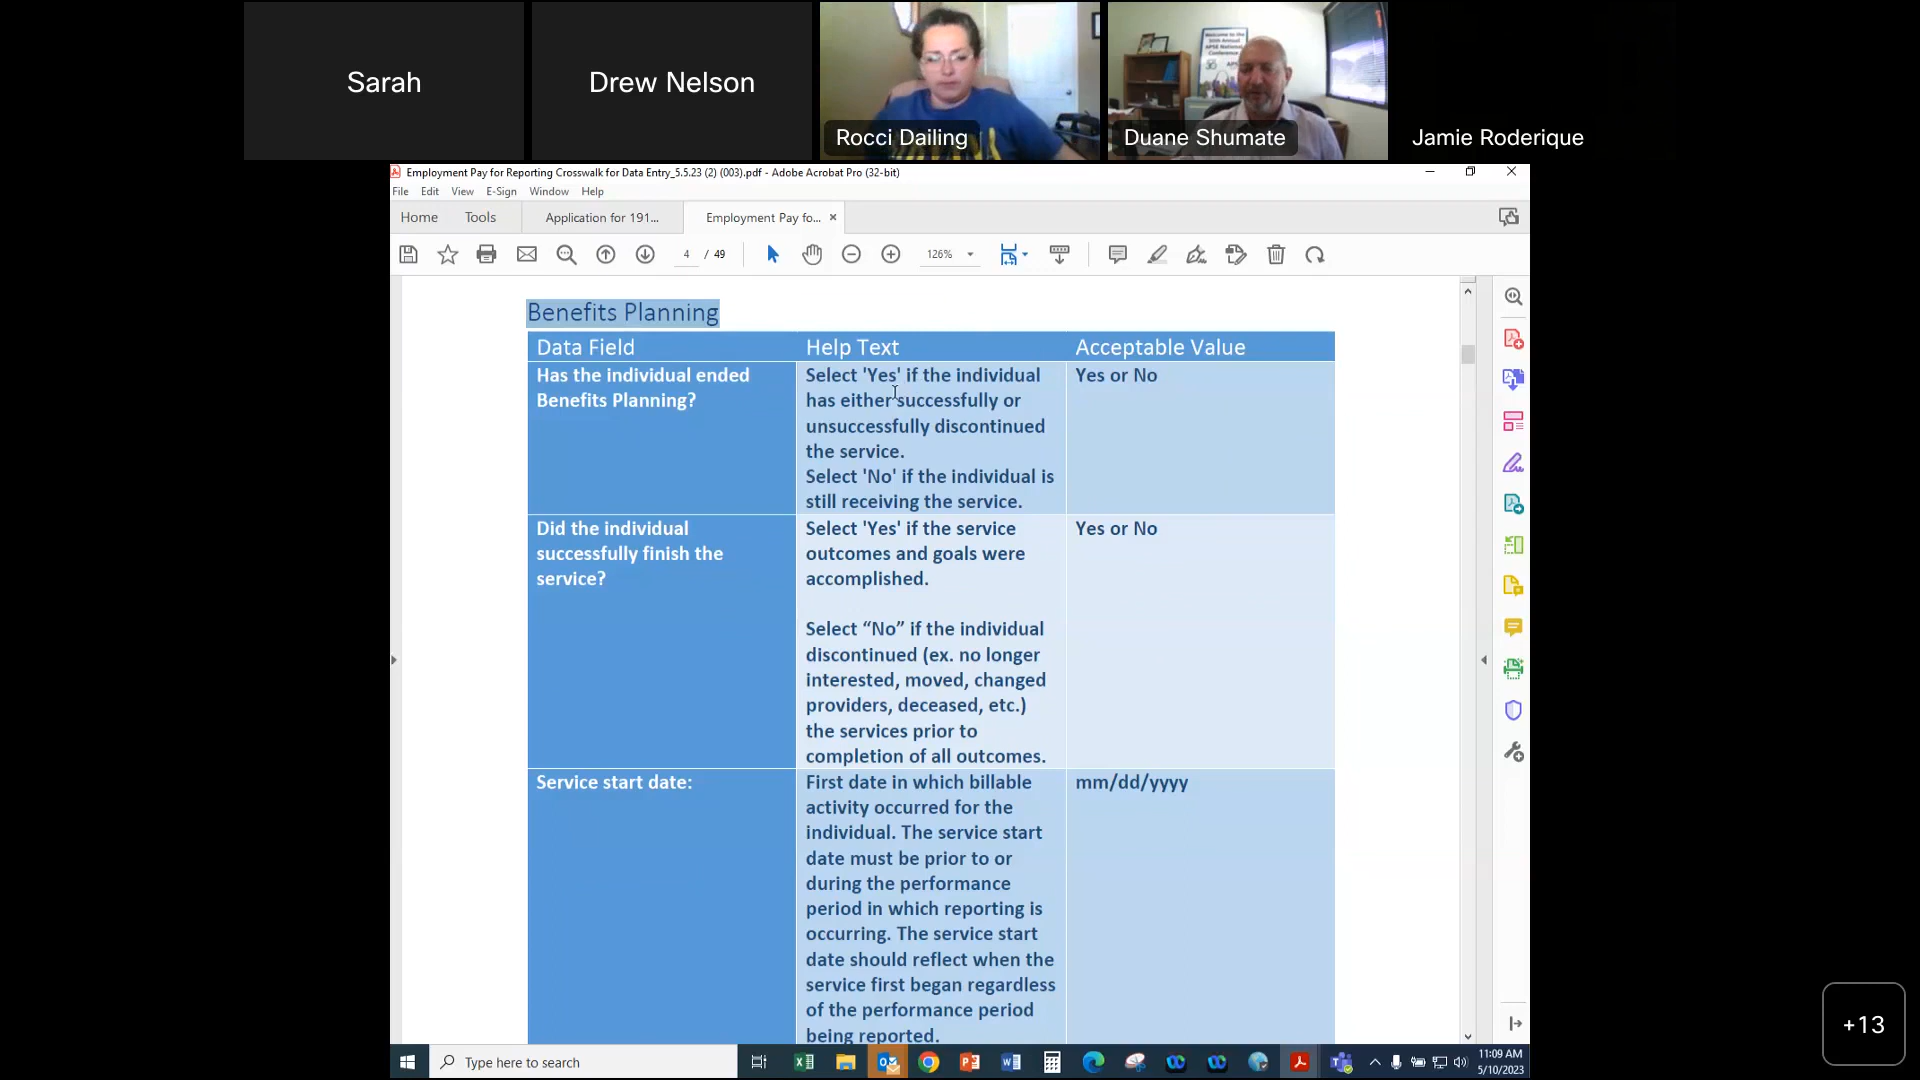 Sarah
Drew Nelson
Welcome to the
APSE National
Conference
Rocci Dailing
Duane Shumate
Jamie Roderique
Employment Pay for Reporting Crosswalk for Data Entry_5.5.23 (2) (003).pdf - Adobe Acrobat Pro (32-bit)
File Edit View E-Sign Window Help
Home Tools Application for 191... Employment Pay fo... ×
4 / 49 126%
Benefits Planning
Data Field Help Text Acceptable Value
Has the individual ended
Benefits Planning?
Select 'Yes' if the individual
has either successfully or
unsuccessfully discontinued
the service.
Select 'No' if the individual is
still receiving the service.
Yes or No
Did the individual
successfully finish the
service?
Select 'Yes' if the service
outcomes and goals were
accomplished.
Select “No” if the individual
discontinued (ex. no longer
interested, moved, changed
providers, deceased, etc.)
the services prior to
completion of all outcomes.
Yes or No
Service start date:
First date in which billable
activity occurred for the
individual. The service start
date must be prior to or
during the performance
period in which reporting is
occurring. The service start
date should reflect when the
service first began regardless
of the performance period
being reported.
mm/dd/yyyy
+13
Type here to search
11:09 AM
5/10/2023